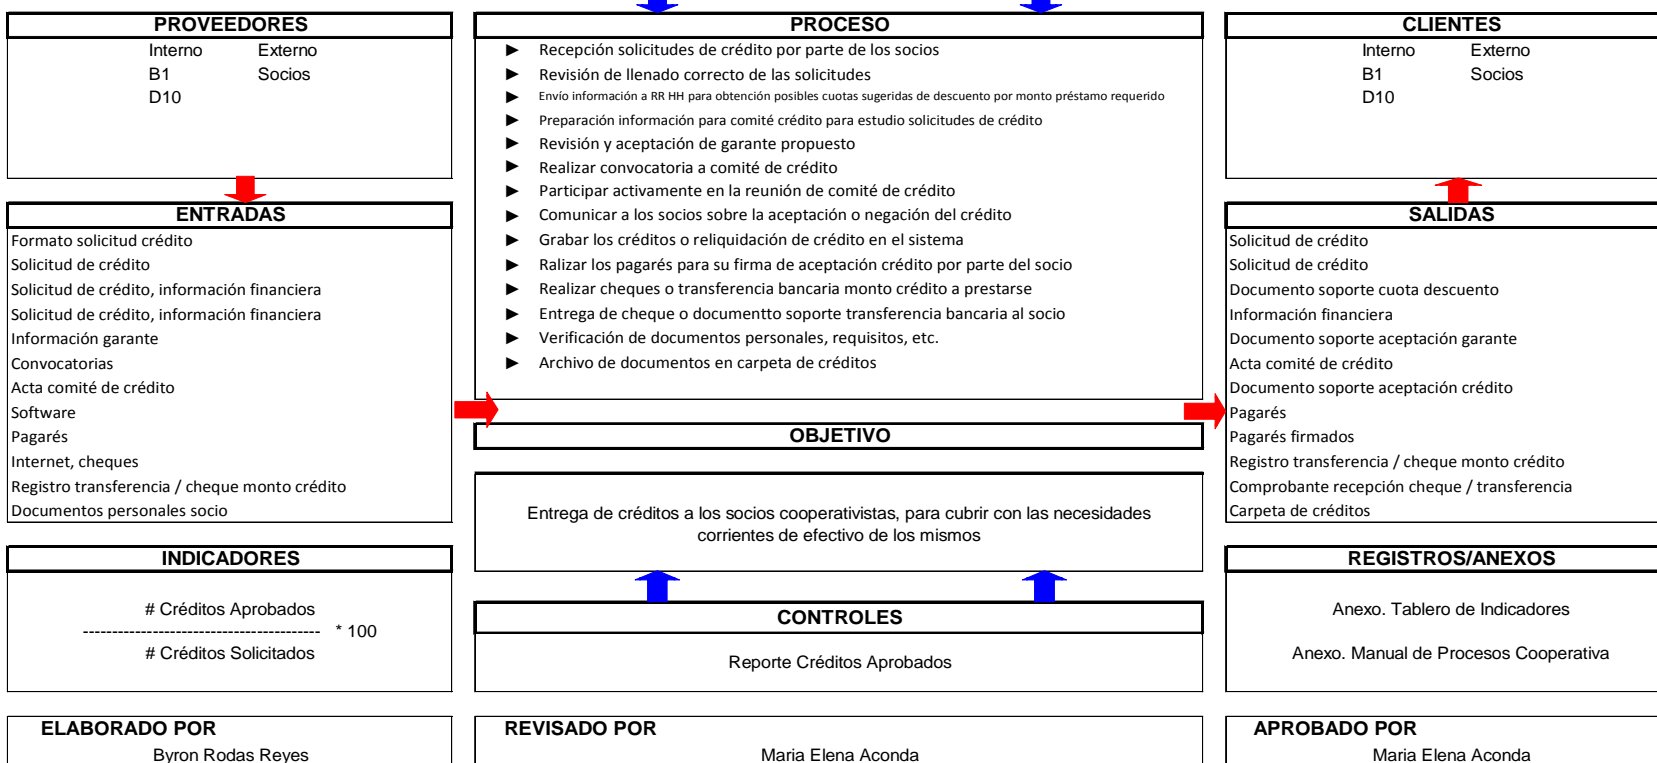 PROVEEDORES
Interno Externo
B1 Socios
D10
PROCESO
► Recepción solicitudes de crédito por parte de los socios
► Revisión de llenado correcto de las solicitudes
► Envío información a RR HH para obtención posibles cuotas sugeridas de descuento por monto préstamo requerido
► Preparación información para comité crédito para estudio solicitudes de crédito
► Revisión y aceptación de garante propuesto
► Realizar convocatoria a comité de crédito
► Participar activamente en la reunión de comité de crédito
► Comunicar a los socios sobre la aceptación o negación del crédito
► Grabar los créditos o reliquidación de crédito en el sistema
► Ralizar los pagarés para su firma de aceptación crédito por parte del socio
► Realizar cheques o transferencia bancaria monto crédito a prestarse
► Entrega de cheque o documentto soporte transferencia bancaria al socio
► Verificación de documentos personales, requisitos, etc.
► Archivo de documentos en carpeta de créditos
CLIENTES
Interno Externo
B1 Socios
D10
ENTRADAS
Formato solicitud crédito
Solicitud de crédito
Solicitud de crédito, información financiera
Solicitud de crédito, información financiera
Información garante
Convocatorias
Acta comité de crédito
Software
Pagarés
Internet, cheques
Registro transferencia / cheque monto crédito
Documentos personales socio
OBJETIVO
Entrega de créditos a los socios cooperativistas, para cubrir con las necesidades
corrientes de efectivo de los mismos
SALIDAS
Solicitud de crédito
Solicitud de crédito
Documento soporte cuota descuento
Información financiera
Documento soporte aceptación garante
Acta comité de crédito
Documento soporte aceptación crédito
Pagarés
Pagarés firmados
Registro transferencia / cheque monto crédito
Comprobante recepción cheque / transferencia
Carpeta de créditos
INDICADORES
# Créditos Aprobados
----------------------------------------- * 100
# Créditos Solicitados
CONTROLES
Reporte Créditos Aprobados
REGISTROS/ANEXOS
Anexo. Tablero de Indicadores
Anexo. Manual de Procesos Cooperativa
ELABORADO POR
Byron Rodas Reyes
REVISADO POR
Maria Elena Aconda
APROBADO POR
Maria Elena Aconda